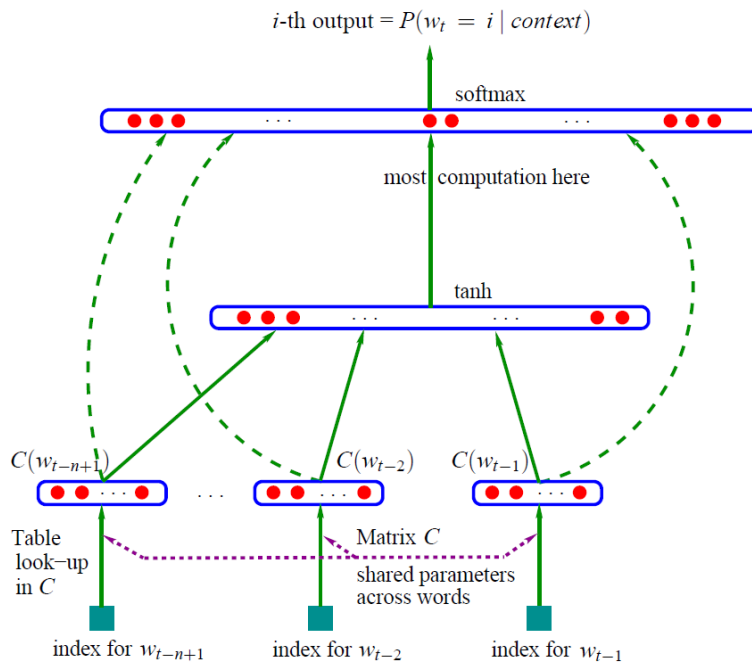 i-th output = P(w_t = i | context)
softmax
. . .
. . .
most computation here
tanh
. . .
. . .
C(w_{t−n+1})
C(w_{t−2})
C(w_{t−1})
. . .
. . .
. . .
. . .
Table
look−up
in C
Matrix C
shared parameters
across words
index for w_{t−n+1}
index for w_{t−2}
index for w_{t−1}